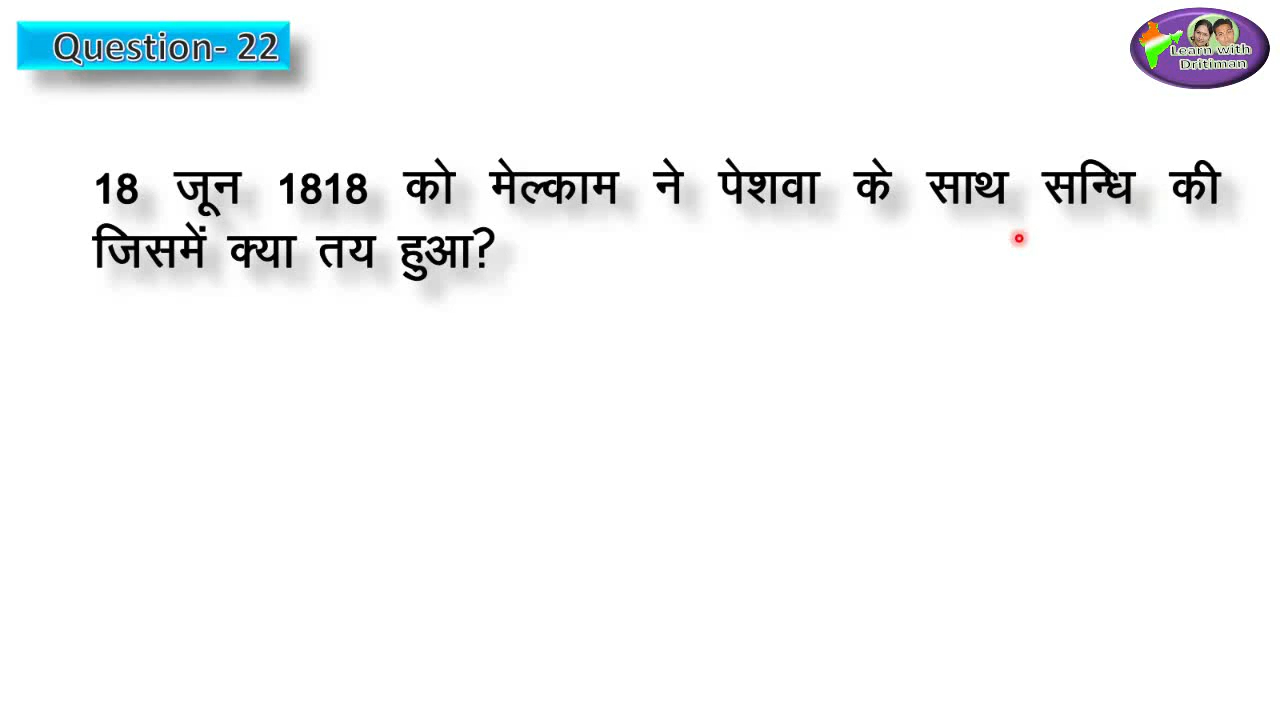 Question- 22
Learn with
Dritiman
18 जून 1818 को मेल्काम ने पेशवा के साथ सन्धि की
जिसमें क्या तय हुआ?